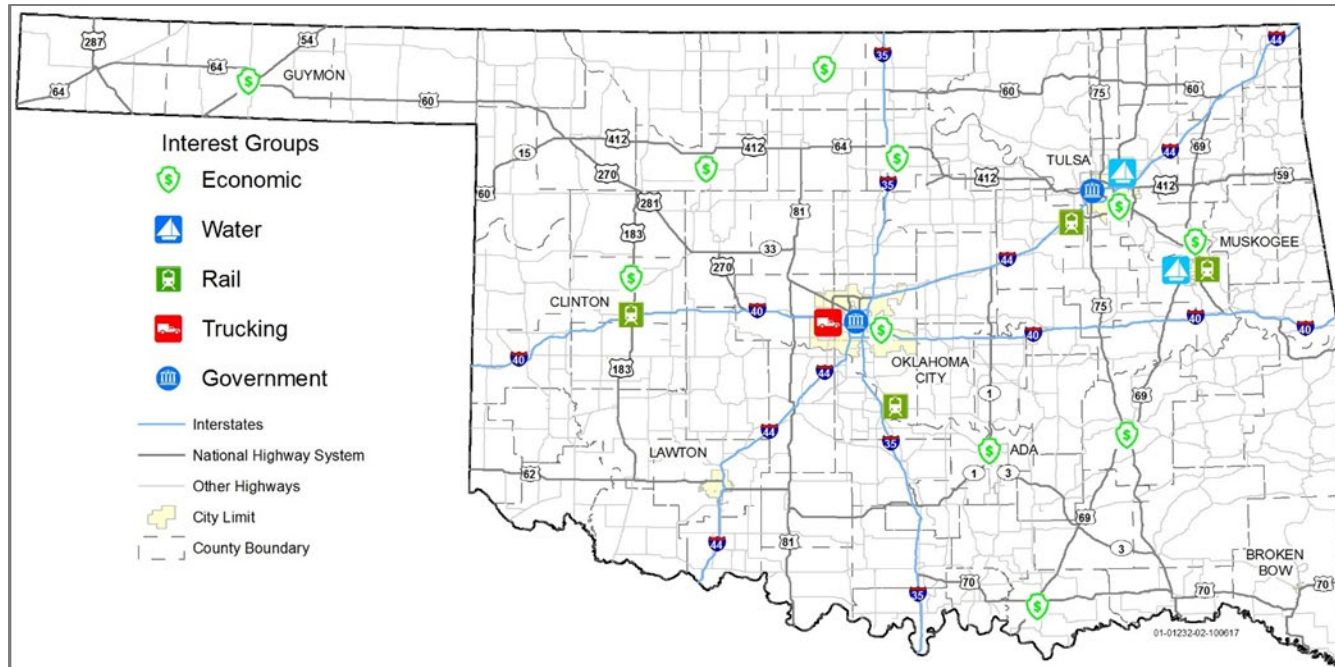 287
54
64
64
GUYMON
60
Interest Groups
Economic
Water
Rail
Trucking
Government
Interstates
National Highway System
Other Highways
City Limit
County Boundary
44
35
60
75
60
15
412
412
64
44
69
TULSA
60
270
35
412
412
59
281
81
183
33
MUSKOGEE
270
44
CLINTON
40
75
40
40
40
40
OKLAHOMA
CITY
183
44
1
69
44
35
LAWTON
ADA
62
1
3
69
81
44
3
BROKEN
BOW
35
70
70
70
01-01232-02-100617